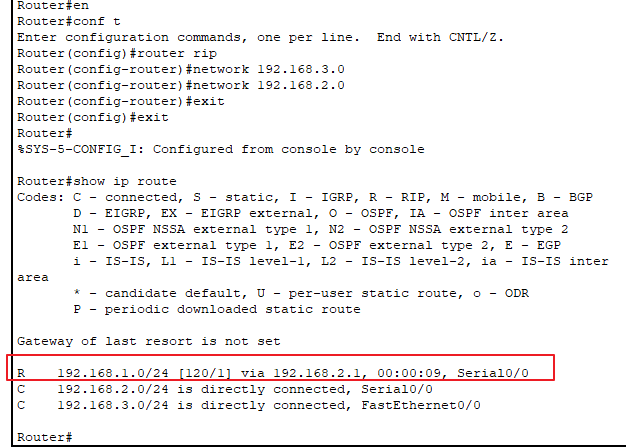 Router#en
Router#conf t
Enter configuration commands, one per line.  End with CNTL/Z.
Router(config)#router rip
Router(config-router)#network 192.168.3.0
Router(config-router)#network 192.168.2.0
Router(config-router)#exit
Router(config)#exit
Router#
%SYS-5-CONFIG_I: Configured from console by console
Router#show ip route
Codes: C - connected, S - static, I - IGRP, R - RIP, M - mobile, B - BGP
       D - EIGRP, EX - EIGRP external, O - OSPF, IA - OSPF inter area
       N1 - OSPF NSSA external type 1, N2 - OSPF NSSA external type 2
       E1 - OSPF external type 1, E2 - OSPF external type 2, E - EGP
       i - IS-IS, L1 - IS-IS level-1, L2 - IS-IS level-2, ia - IS-IS inter
area
       * - candidate default, U - per-user static route, o - ODR
       P - periodic downloaded static route
Gateway of last resort is not set
R    192.168.1.0/24 [120/1] via 192.168.2.1, 00:00:09, Serial0/0
C    192.168.2.0/24 is directly connected, Serial0/0
C    192.168.3.0/24 is directly connected, FastEthernet0/0
Router#